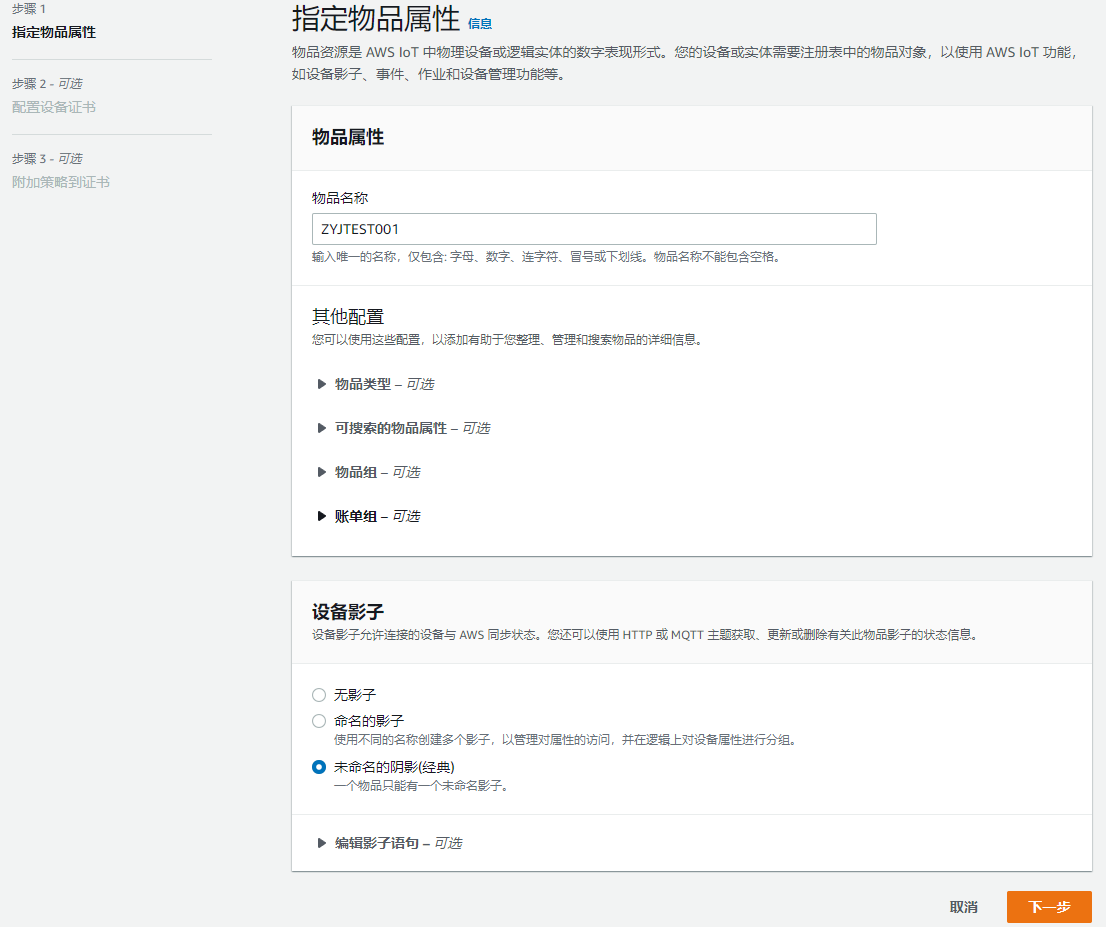 步骤 1
指定物品属性
步骤 2 - 可选
配置设备证书
步骤 3 - 可选
附加策略到证书
指定物品属性 信息
物品资源是 AWS IoT 中物理设备或逻辑实体的数字表现形式。您的设备或实体需要注册表中的物品对象，以使用 AWS IoT 功能，
如设备影子、事件、作业和设备管理功能等。
物品属性
物品名称
ZYJTEST001
输入唯一的名称，仅包含: 字母、数字、连字符、冒号或下划线。物品名称不能包含空格。
其他配置
您可以使用这些配置，以添加有助于您整理、管理和搜索物品的详细信息。
物品类型 – 可选
可搜索的物品属性 – 可选
物品组 – 可选
账单组 – 可选
设备影子
设备影子允许连接的设备与 AWS 同步状态。您还可以使用 HTTP 或 MQTT 主题获取、更新或删除有关此物品影子的状态信息。
无影子
命名的影子
使用不同的名称创建多个影子，以管理对属性的访问，并在逻辑上对设备属性进行分组。
未命名的阴影(经典)
一个物品只能有一个未命名影子。
编辑影子语句 – 可选
取消
下一步